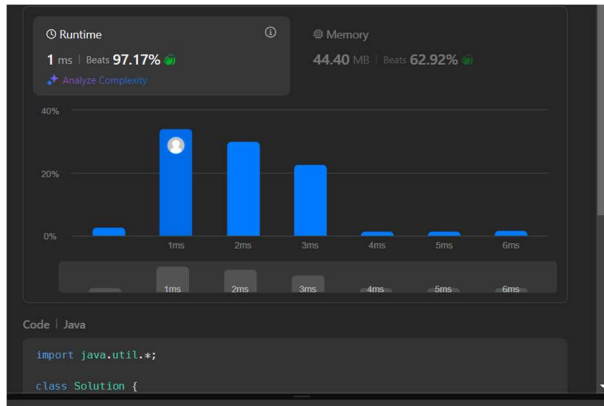 Runtime
1 ms | Beats 97.17%
Analyze Complexity
Memory
44.40 MB | Beats 62.92%
40%
20%
0%
1ms 2ms 3ms 4ms 5ms 6ms
1ms 2ms 3ms 4ms 5ms 6ms
Code | Java
import java.util.*;
class Solution {